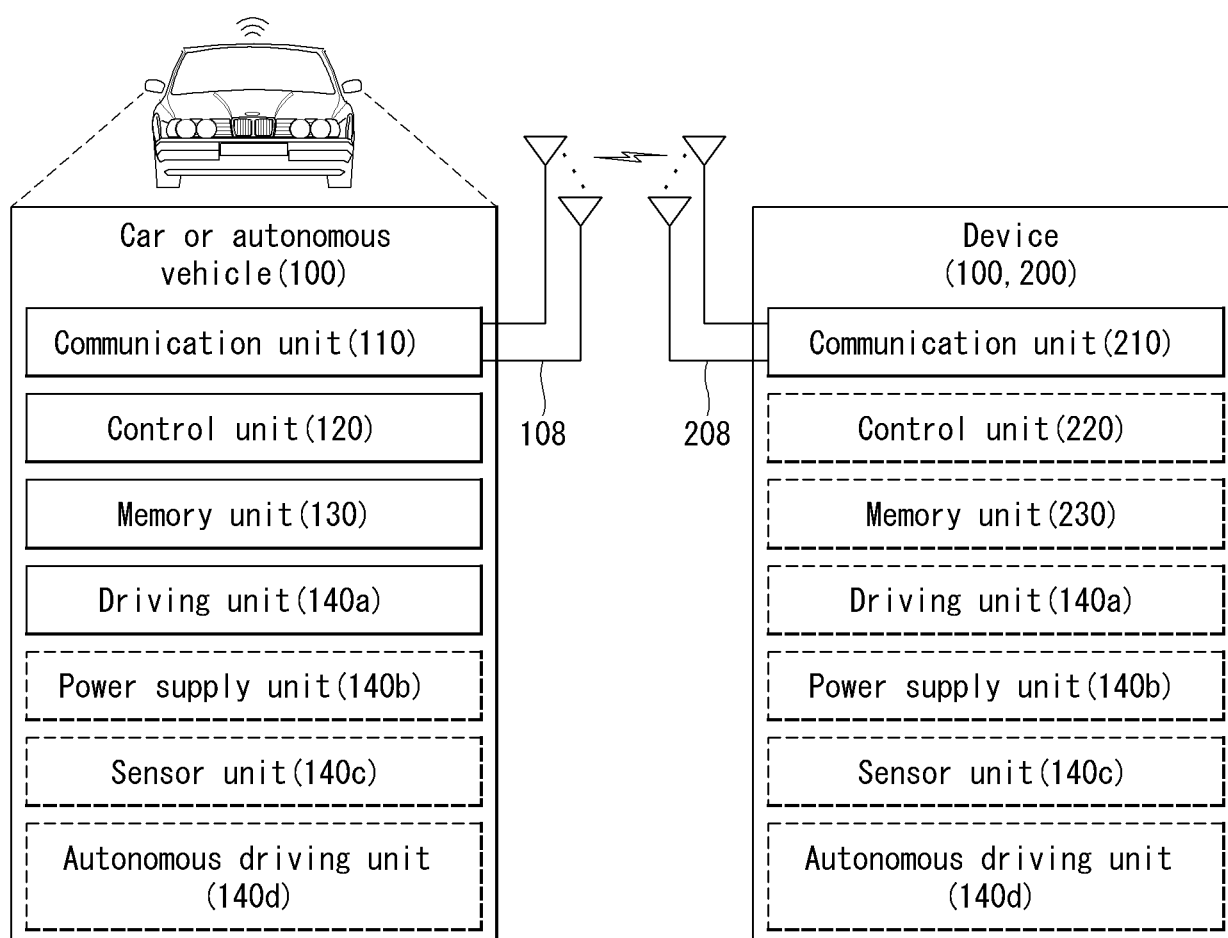 Car or autonomous
vehicle(100)
Communication unit(110)
Control unit(120)
Memory unit(130)
Driving unit(140a)
Power supply unit(140b)
Sensor unit(140c)
Autonomous driving unit
(140d)
108
208
Device
(100,200)
Communication unit(210)
Control unit(220)
Memory unit(230)
Driving unit(140a)
Power supply unit(140b)
Sensor unit(140c)
Autonomous driving unit
(140d)